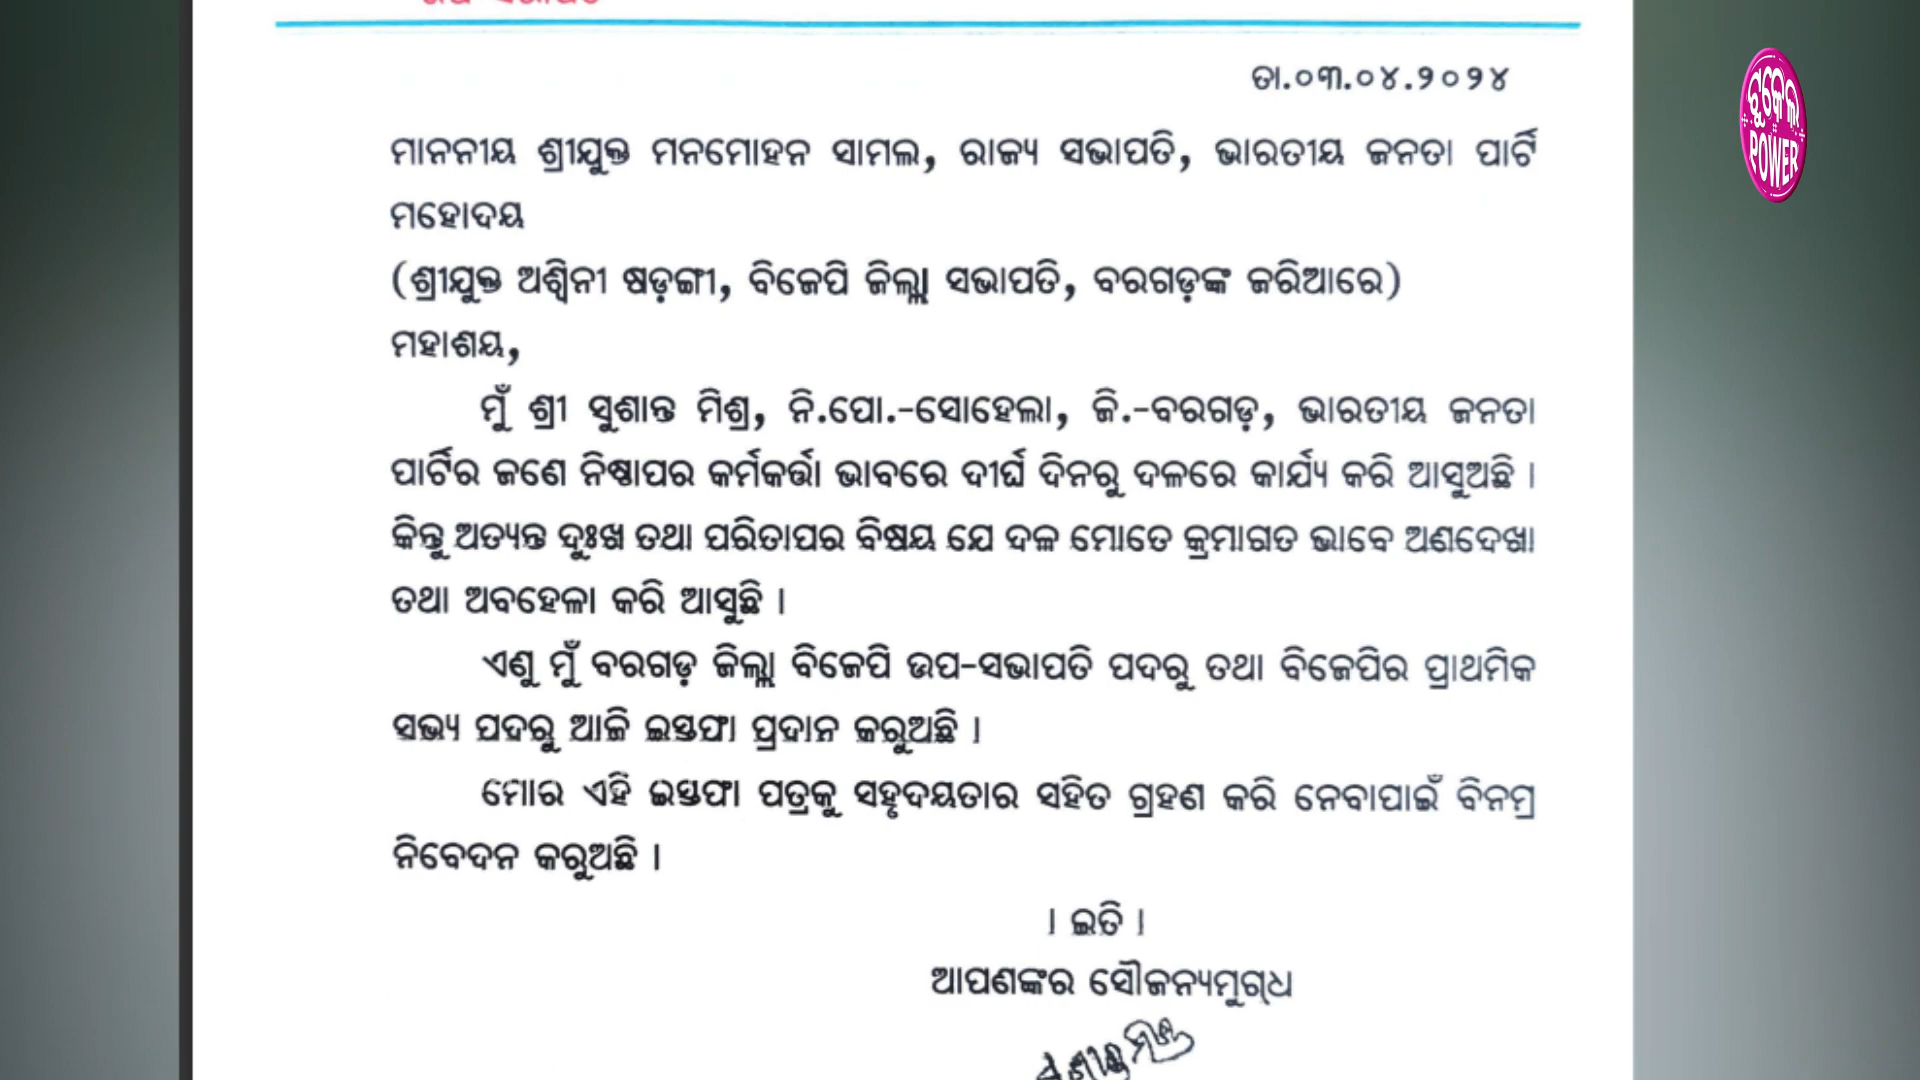 ଉପ-ସଭାପତି
ତା.୦୩.୦୪.୨୦୨୪
ମାନନୀୟ ଶ୍ରୀଯୁକ୍ତ ମନମୋହନ ସାମଲ, ରାଜ୍ୟ ସଭାପତି, ଭାରତୀୟ ଜନତା ପାର୍ଟି
ମହୋଦୟ
(ଶ୍ରୀଯୁକ୍ତ ଅଶ୍ୱିନୀ ଷଡ଼ଙ୍ଗୀ, ବିଜେପି ଜିଲ୍ଲା ସଭାପତି, ବରଗଡ଼ଙ୍କ ଜରିଆରେ)
ମହାଶୟ,
ମୁଁ ଶ୍ରୀ ସୁଶାନ୍ତ ମିଶ୍ର, ନି.ପୋ.-ସୋହେଲା, ଜି.-ବରଗଡ଼, ଭାରତୀୟ ଜନତା
ପାର୍ଟିର ଜଣେ ନିଷ୍ଠାପର କର୍ମକର୍ତ୍ତା ଭାବରେ ଦୀର୍ଘ ଦିନରୁ ଦଳରେ କାର୍ଯ୍ୟ କରି ଆସୁଅଛି ।
କିନ୍ତୁ ଅତ୍ୟନ୍ତ ଦୁଃଖ ତଥା ପରିତାପର ବିଷୟ ଯେ ଦଳ ମୋତେ କ୍ରମାଗତ ଭାବେ ଅଣଦେଖା
ତଥା ଅବହେଳା କରି ଆସୁଛି ।
ଏଣୁ ମୁଁ ବରଗଡ଼ ଜିଲ୍ଲା ବିଜେପି ଉପ-ସଭାପତି ପଦରୁ ତଥା ବିଜେପିର ପ୍ରାଥମିକ
ସଭ୍ୟ ପଦରୁ ଆଜି ଇସ୍ତଫା ପ୍ରଦାନ କରୁଅଛି ।
ମୋର ଏହି ଇସ୍ତଫା ପତ୍ରକୁ ସହୃଦୟତାର ସହିତ ଗ୍ରହଣ କରି ନେବାପାଇଁ ବିନମ୍ର
ନିବେଦନ କରୁଅଛି ।
। ଇତି ।
ଆପଣଙ୍କର ସୌଜନ୍ୟମୁଗ୍ଧ
POWER